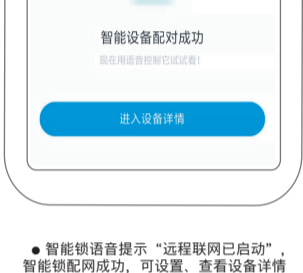 智能设备配对成功
现在用语音控制它试试看!
进入设备详情
● 智能锁语音提示“远程联网已启动”,
智能锁配网成功，可设置、查看设备详情